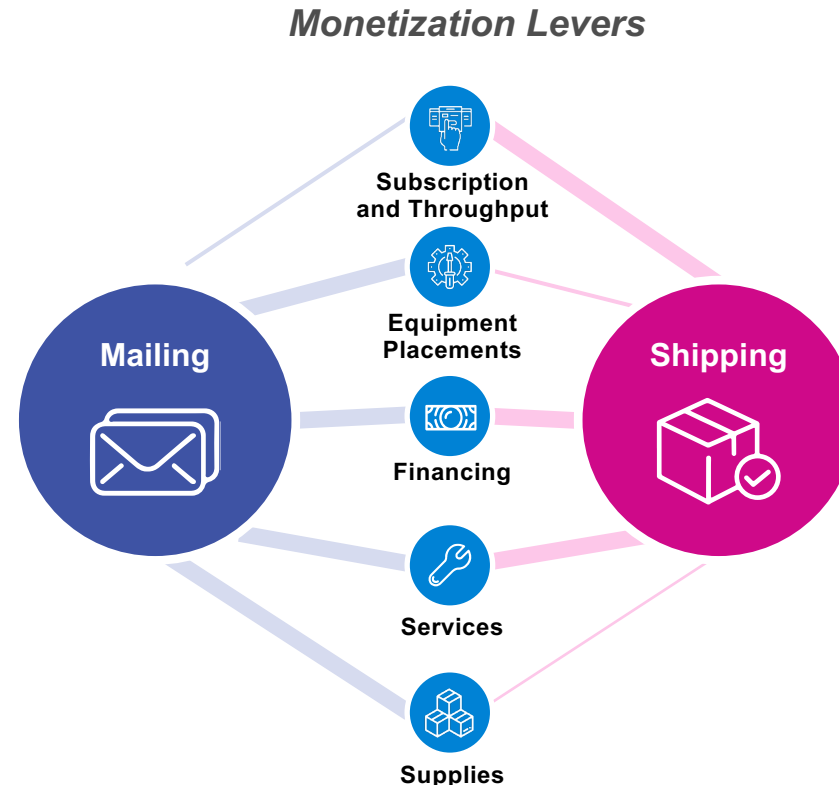 Monetization Levers
Subscription
and Throughput
Equipment
Placements
Mailing
Shipping
Financing
Services
Supplies